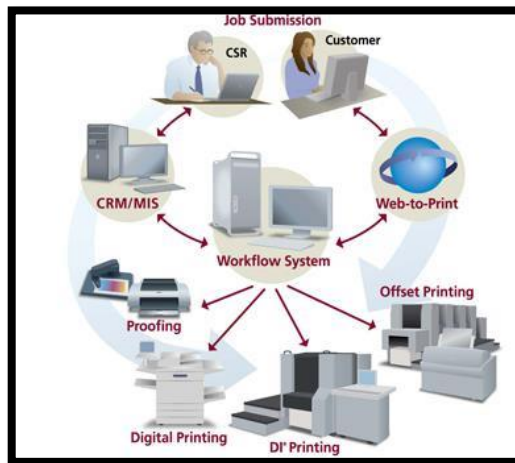 Job Submission
CSR
Customer
CRM/MIS
Web-to-Print
Workflow System
Offset Printing
Proofing
Digital Printing
DI' Printing